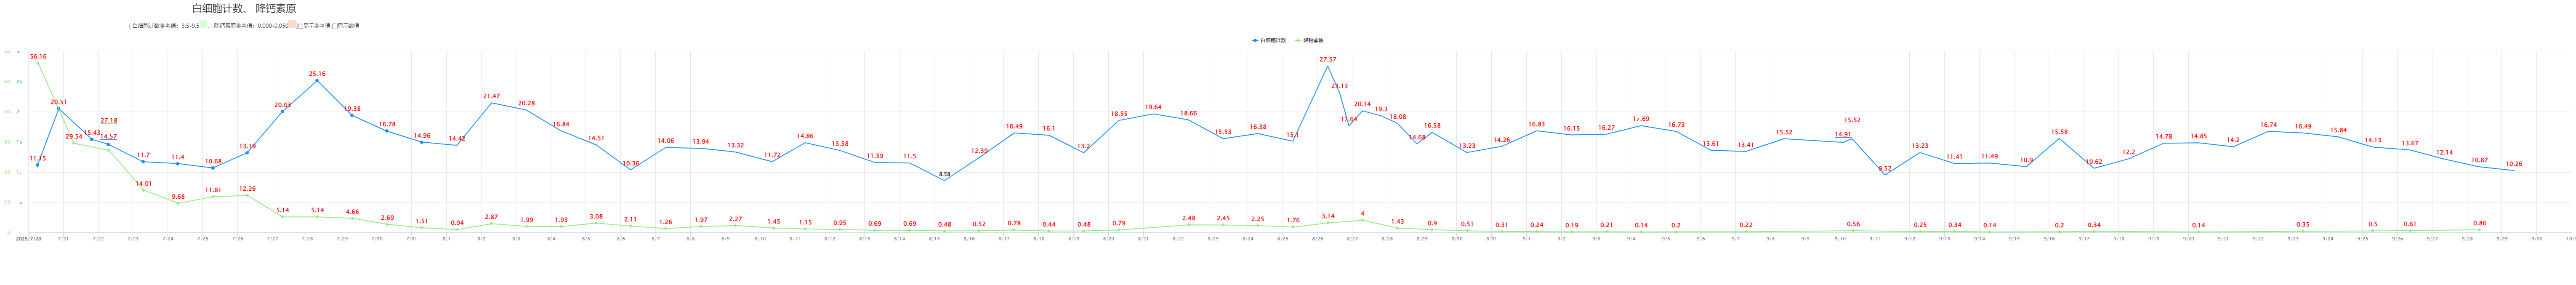 白细胞计数、 降钙素原
( 白细胞计数参考值：3.5-9.5 、 降钙素原参考值：0.000-0.050 ) 显示参考值 显示数值
白细胞计数 降钙素原
56.16 20.51 29.54 15.43 27.18 14.57 11.15 11.7 14.01 11.4 9.68 10.68 11.81 13.19 12.26 20.03 5.14 25.16 5.14 19.38 4.66 16.78 2.69 14.96 1.51 14.42 0.94 21.47 2.87 20.28 1.99 16.84 1.93 14.51 3.08 10.36 2.11 14.06 1.26 13.94 1.97 13.32 2.27 11.72 1.45 14.86 1.15 13.58 0.95 11.59 0.69 11.5 0.69 8.58 0.48 12.39 0.52 16.49 0.78 16.1 0.44 13.2 0.48 18.55 0.79 19.64 18.66 2.48 15.53 2.45 16.38 2.25 15.1 1.76 27.57 3.14 23.13 17.64 20.14 4 19.3 18.08 1.43 14.68 16.58 0.9 13.23 0.51 14.26 0.31 16.83 0.24 16.15 0.19 16.27 0.21 17.69 0.14 16.73 0.2 13.61 13.41 0.22 15.52 14.91 15.52 0.56 9.52 13.23 0.25 11.41 0.34 11.49 0.14 10.9 15.58 0.2 10.62 0.34 12.2 14.78 14.85 0.14 14.2 16.74 16.49 0.35 15.84 14.13 0.5 13.67 0.61 12.14 10.87 0.86 10.26
60 50 40 30 20 10 0
2025/7/20 7/21 7/22 7/23 7/24 7/25 7/26 7/27 7/28 7/29 7/30 7/31 8/1 8/2 8/3 8/4 8/5 8/6 8/7 8/8 8/9 8/10 8/11 8/12 8/13 8/14 8/15 8/16 8/17 8/18 8/19 8/20 8/21 8/22 8/23 8/24 8/25 8/26 8/27 8/28 8/29 8/30 8/31 9/1 9/2 9/3 9/4 9/5 9/6 9/7 9/8 9/9 9/10 9/11 9/12 9/13 9/14 9/15 9/16 9/17 9/18 9/19 9/20 9/21 9/22 9/23 9/24 9/25 9/26 9/27 9/28 9/29 9/30